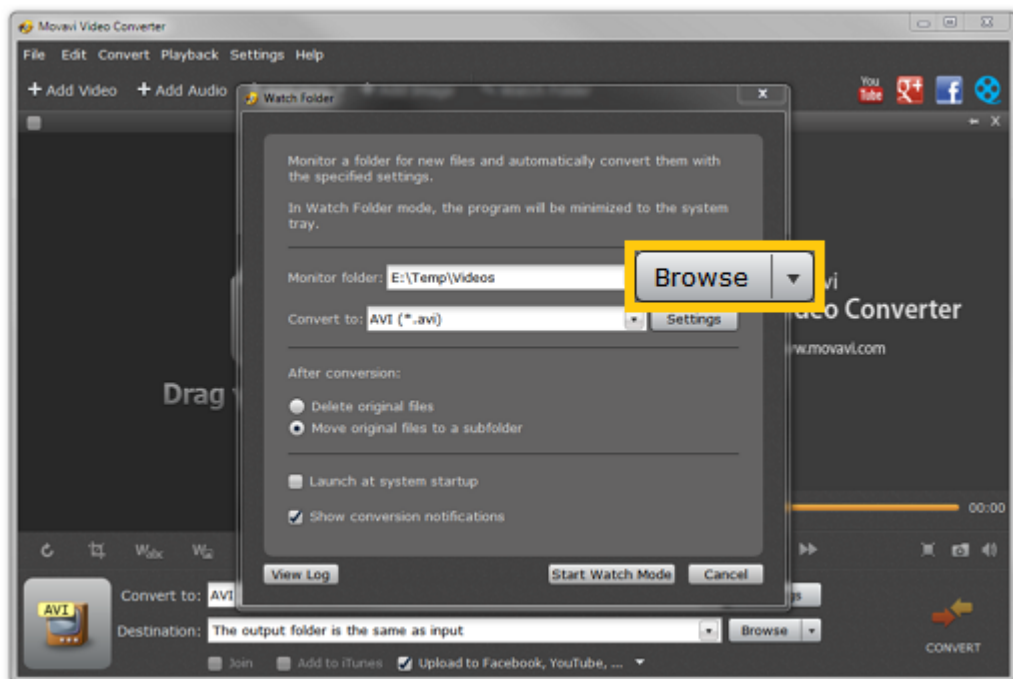 Movavi Video Converter
File Edit Convert Playback Settings Help
+ Add Video + Add Audio
You Tube
Watch Folder
Monitor a folder for new files and automatically convert them with
the specified settings.
In Watch Folder mode, the program will be minimized to the system
tray.
Monitor folder: E:\Temp\Videos Browse
vi
Convert to: AVI (*.avi) Settings
deo Converter
w.movavi.com
After conversion:
Drag
Delete original files
Move original files to a subfolder
Launch at system startup
Show conversion notifications
00:00
View Log Start Watch Mode Cancel
Convert to: AVI
AVI
Destination: The output folder is the same as input Browse
Join Add to iTunes Upload to Facebook, YouTube, ...
CONVERT